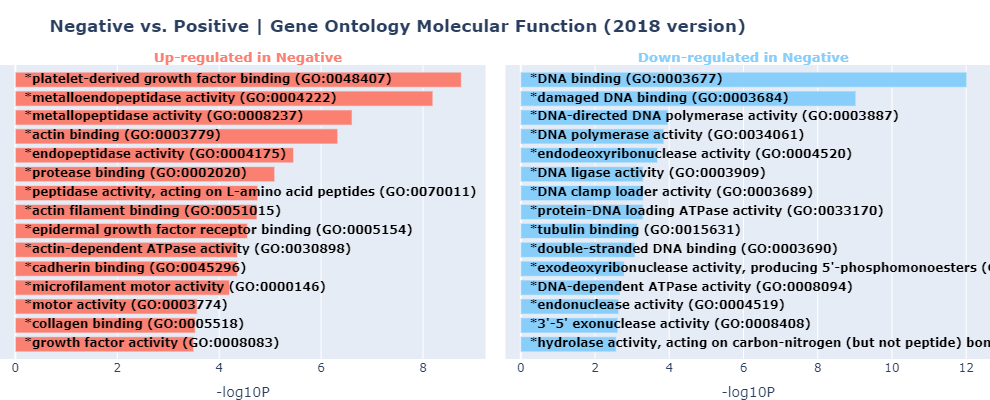 Negative vs. Positive | Gene Ontology Molecular Function (2018 version)
Up-regulated in Negative
*platelet-derived growth factor binding (GO:0048407)
*metalloendopeptidase activity (GO:0004222)
*metallopeptidase activity (GO:0008237)
*actin binding (GO:0003779)
*endopeptidase activity (GO:0004175)
*protease binding (GO:0002020)
*peptidase activity, acting on L-amino acid peptides (GO:0070011)
*actin filament binding (GO:0051015)
*epidermal growth factor receptor binding (GO:0005154)
*actin-dependent ATPase activity (GO:0030898)
*cadherin binding (GO:0045296)
*microfilament motor activity (GO:0000146)
*motor activity (GO:0003774)
*collagen binding (GO:0005518)
*growth factor activity (GO:0008083)
0 2 4 6 8
-log10P
Down-regulated in Negative
*DNA binding (GO:0003677)
*damaged DNA binding (GO:0003684)
*DNA-directed DNA polymerase activity (GO:0003887)
*DNA polymerase activity (GO:0034061)
*endodeoxyribonuclease activity (GO:0004520)
*DNA ligase activity (GO:0003909)
*DNA clamp loader activity (GO:0003689)
*protein-DNA loading ATPase activity (GO:0033170)
*tubulin binding (GO:0015631)
*double-stranded DNA binding (GO:0003690)
*exodeoxyribonuclease activity, producing 5'-phosphomonoesters (
*DNA-dependent ATPase activity (GO:0008094)
*endonuclease activity (GO:0004519)
*3'-5' exonuclease activity (GO:0008408)
*hydrolase activity, acting on carbon-nitrogen (but not peptide) bon
0 2 4 6 8 10 12
-log10P